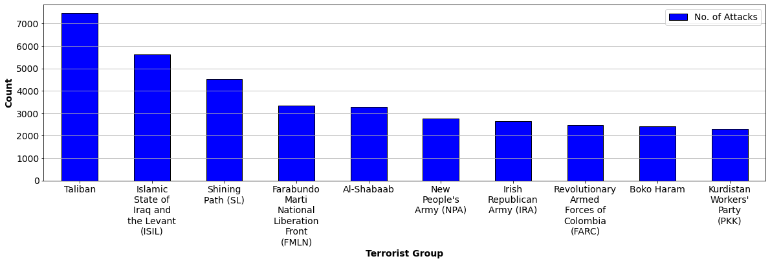 7000
6000
5000
4000
3000
2000
1000
0
Count
No. of Attacks
Taliban
Islamic
State of
Iraq and
the Levant
(ISIL)
Shining
Path (SL)
Farabundo
Marti
National
Liberation
Front
(FMLN)
Al-Shabaab
New
People's
Army (NPA)
Irish
Republican
Army (IRA)
Revolutionary
Armed
Forces of
Colombia
(FARC)
Boko Haram
Kurdistan
Workers'
Party
(PKK)
Terrorist Group